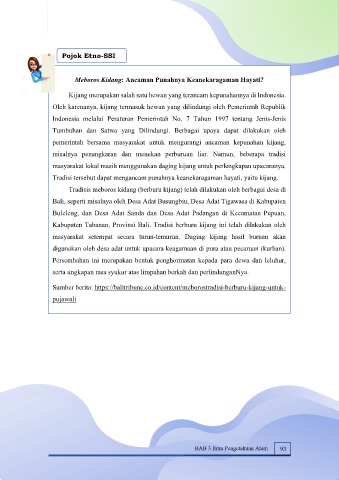 Pojok Etno-SSI
Meboros Kidang: Ancaman Punahnya Keanekaragaman Hayati?
Kijang merupakan salah satu hewan yang terancam kepunahannya di Indonesia.
Oleh karenanya, kijang termasuk hewan yang dilindungi oleh Pemerintah Republik
Indonesia melalui Peraturan Pemerintah No. 7 Tahun 1997 tentang Jenis-Jenis
Tumbuhan dan Satwa yang Dilindungi. Berbagai upaya dapat dilakukan oleh
pemerintah bersama masyarakat untuk mengurangi ancaman kepunahan kijang,
misalnya penangkaran dan menekan perburuan liar. Namun, beberapa tradisi
masyarakat lokal masih menggunakan daging kijang untuk perlengkapan upacaranya.
Tradisi tersebut dapat mengancam punahnya keanekaragaman hayati, yaitu kijang.
Tradisis meboros kidang (berburu kijang) telah dilakukan oleh berbagai desa di
Bali, seperti misalnya oleh Desa Adat Busungbiu, Desa Adat Tigawasa di Kabupaten
Buleleng, dan Desa Adat Sanda dan Desa Adat Padangan di Kecamatan Pupuan,
Kabupaten Tabanan, Provinsi Bali. Tradisi berburu kijang ini telah dilakukan oleh
masyarakat setempat secara turun-temurun. Daging kijang hasil buruan akan
digunakan oleh desa adat untuk upacara keagamaan di pura atau pecaruan (kurban).
Persembahan ini merupakan bentuk penghormatan kepada para dewa dan leluhur,
serta ungkapan rasa syukur atas limpahan berkah dan perlindunganNya.
Sumber berita: https://balitribune.co.id/content/meborostradisi-berburu-kijang-untuk-
pujawali
BAB 3 Ilmu Pengetahuan Alam 93